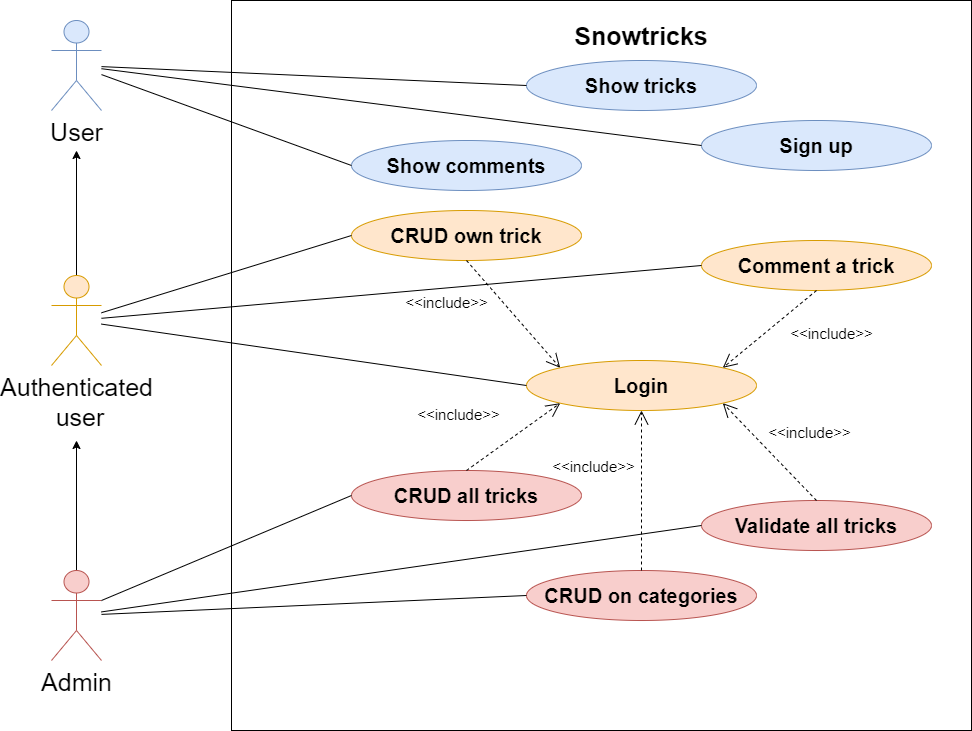 Snowtricks
Show tricks
User
Sign up
Show comments
CRUD own trick
Comment a trick
<<include>>
<<include>>
Authenticated
user
Login
<<include>>
<<include>>
<<include>>
CRUD all tricks
Validate all tricks
CRUD on categories
Admin